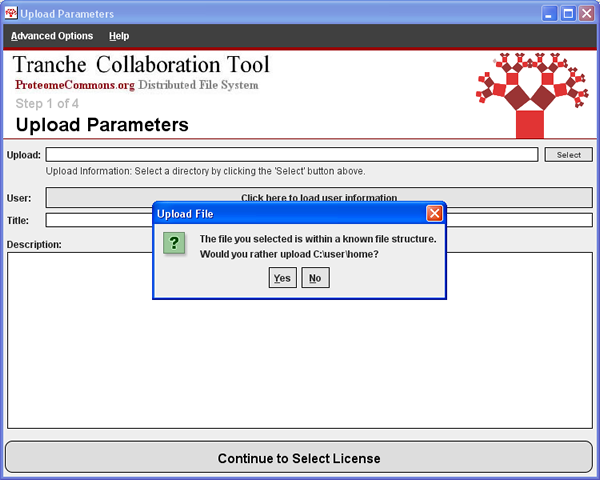 Upload Parameters
Advanced Options Help
Tranche Collaboration Tool
ProteomeCommons.org Distributed File System
Step 1 of 4
Upload Parameters
Upload: Select
Upload Information: Select a directory by clicking the 'Select' button above.
User: Click here to load user information
Title:
Description:
Upload File
The file you selected is within a known file structure.
Would you rather upload C:\user\home?
Yes No
Continue to Select License